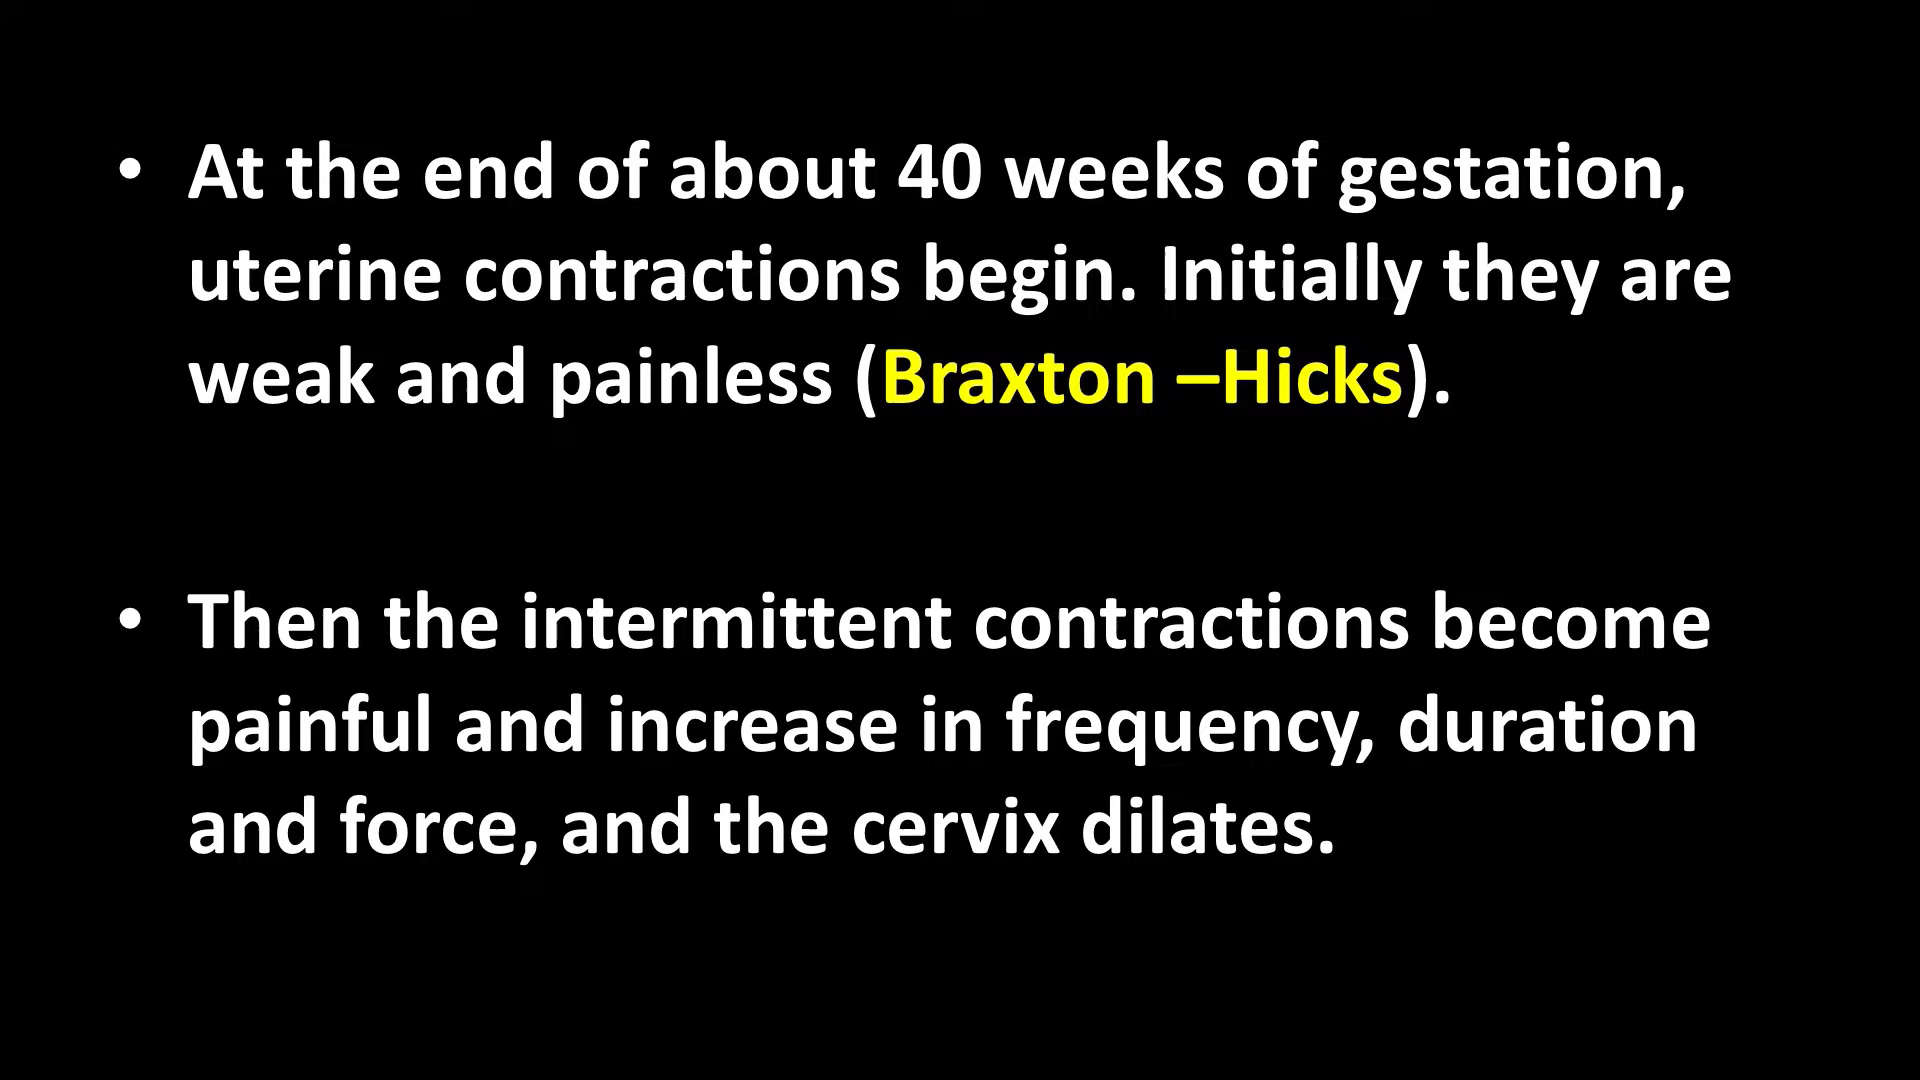 • At the end of about 40 weeks of gestation,
uterine contractions begin. Initially they are
weak and painless (Braxton –Hicks).
• Then the intermittent contractions become
painful and increase in frequency, duration
and force, and the cervix dilates.